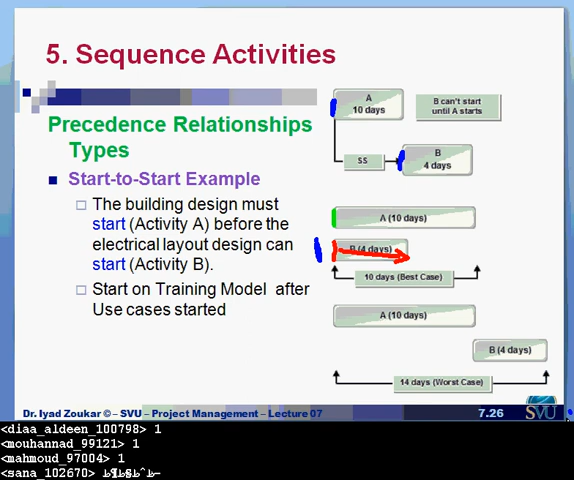 5. Sequence Activities
Precedence Relationships
Types
Start-to-Start Example
The building design must
start (Activity A) before the
electrical layout design can
start (Activity B).
Start on Training Model after
Use cases started
A
10 days
B can't start
until A starts
SS
B
4 days
A (10 days)
B (4 days)
10 days (Best Case)
A (10 days)
B (4 days)
14 days (Worst Case)
Dr. Iyad Zoukar © – SVU – Project Management – Lecture 07
7.26
SVU
<diaa_aldeen_100798> 1
<mouhannad_99121> 1
<mahmoud_97004> 1
<sana_102670>